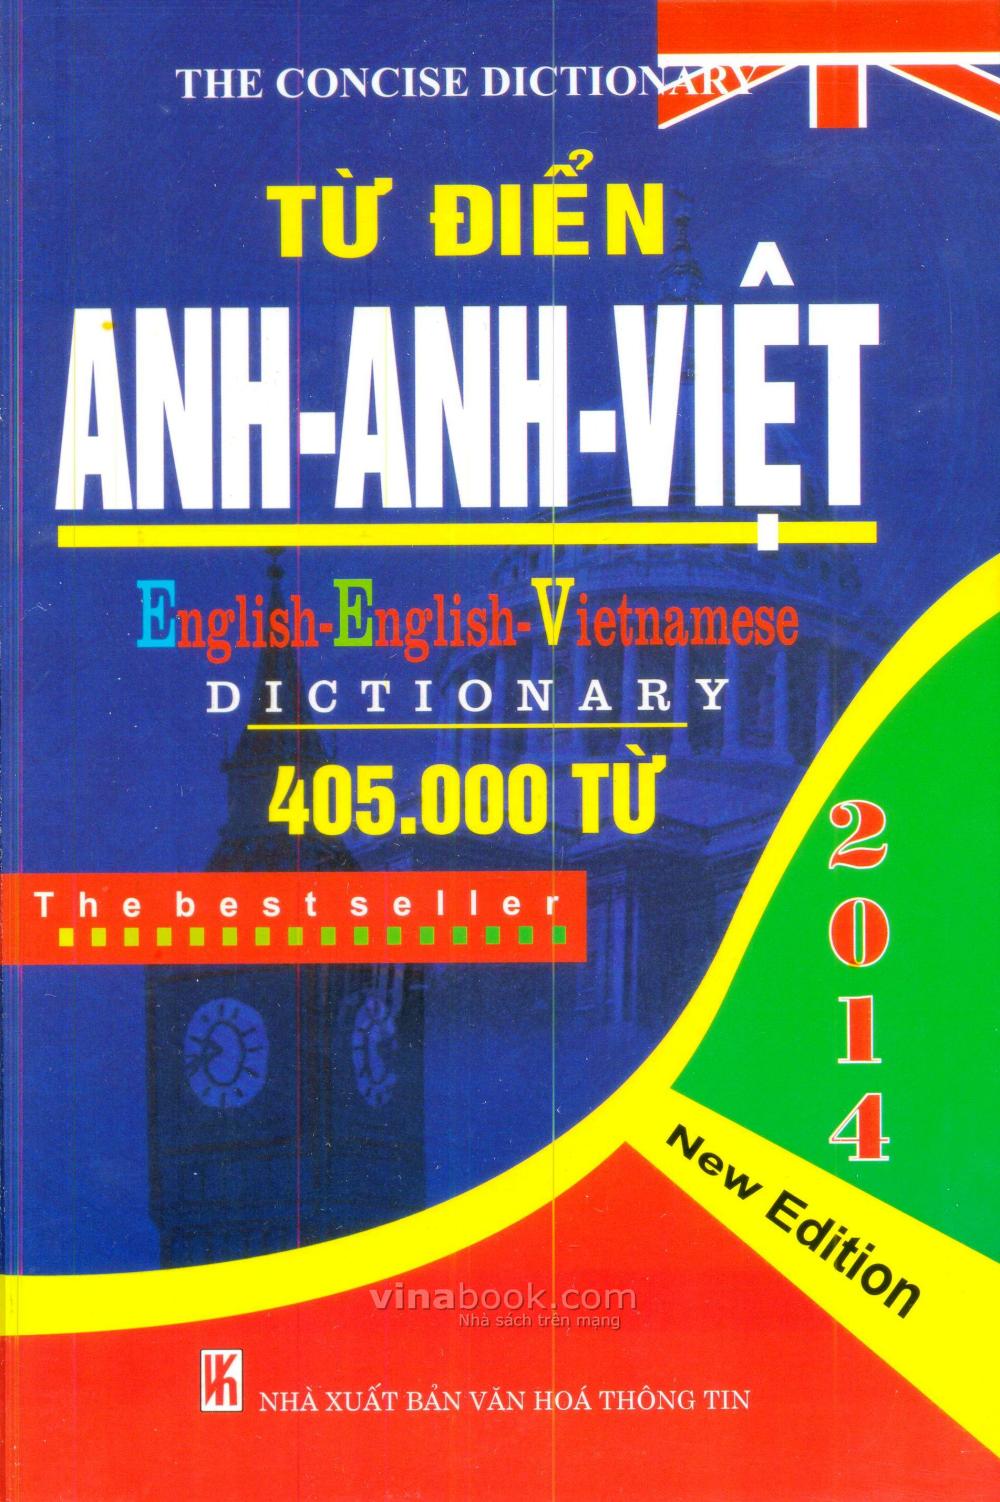 THE CONCISE DICTIONARY
TỪ ĐIỂN
ANH-ANH-VIỆT
English-English-Vietnamese
DICTIONARY
405.000 TỪ
The best seller
2014
New Edition
vinabook.com
Nhà sách trên mạng
VK
NHÀ XUẤT BẢN VĂN HOÁ THÔNG TIN